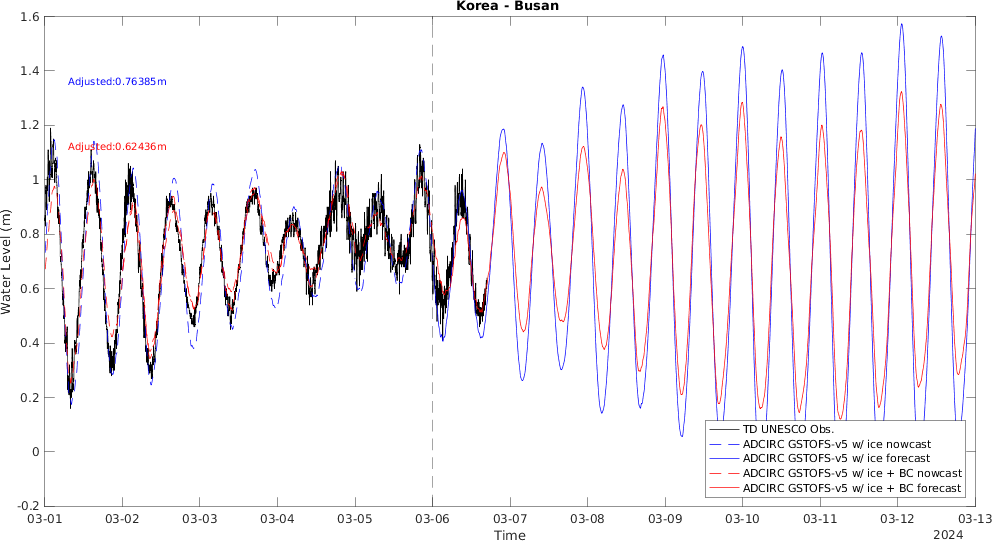 Korea - Busan
1.6
1.4
1.2
1
0.8
0.6
0.4
0.2
0
-0.2
Water Level (m)
Adjusted:0.76385m
Adjusted:0.62436m
TD UNESCO Obs.
ADCIRC GSTOFS-v5 w/ ice nowcast
ADCIRC GSTOFS-v5 w/ ice forecast
ADCIRC GSTOFS-v5 w/ ice + BC nowcast
ADCIRC GSTOFS-v5 w/ ice + BC forecast
03-01 03-02 03-03 03-04 03-05 03-06 03-07 03-08 03-09 03-10 03-11 03-12 03-13
Time
2024